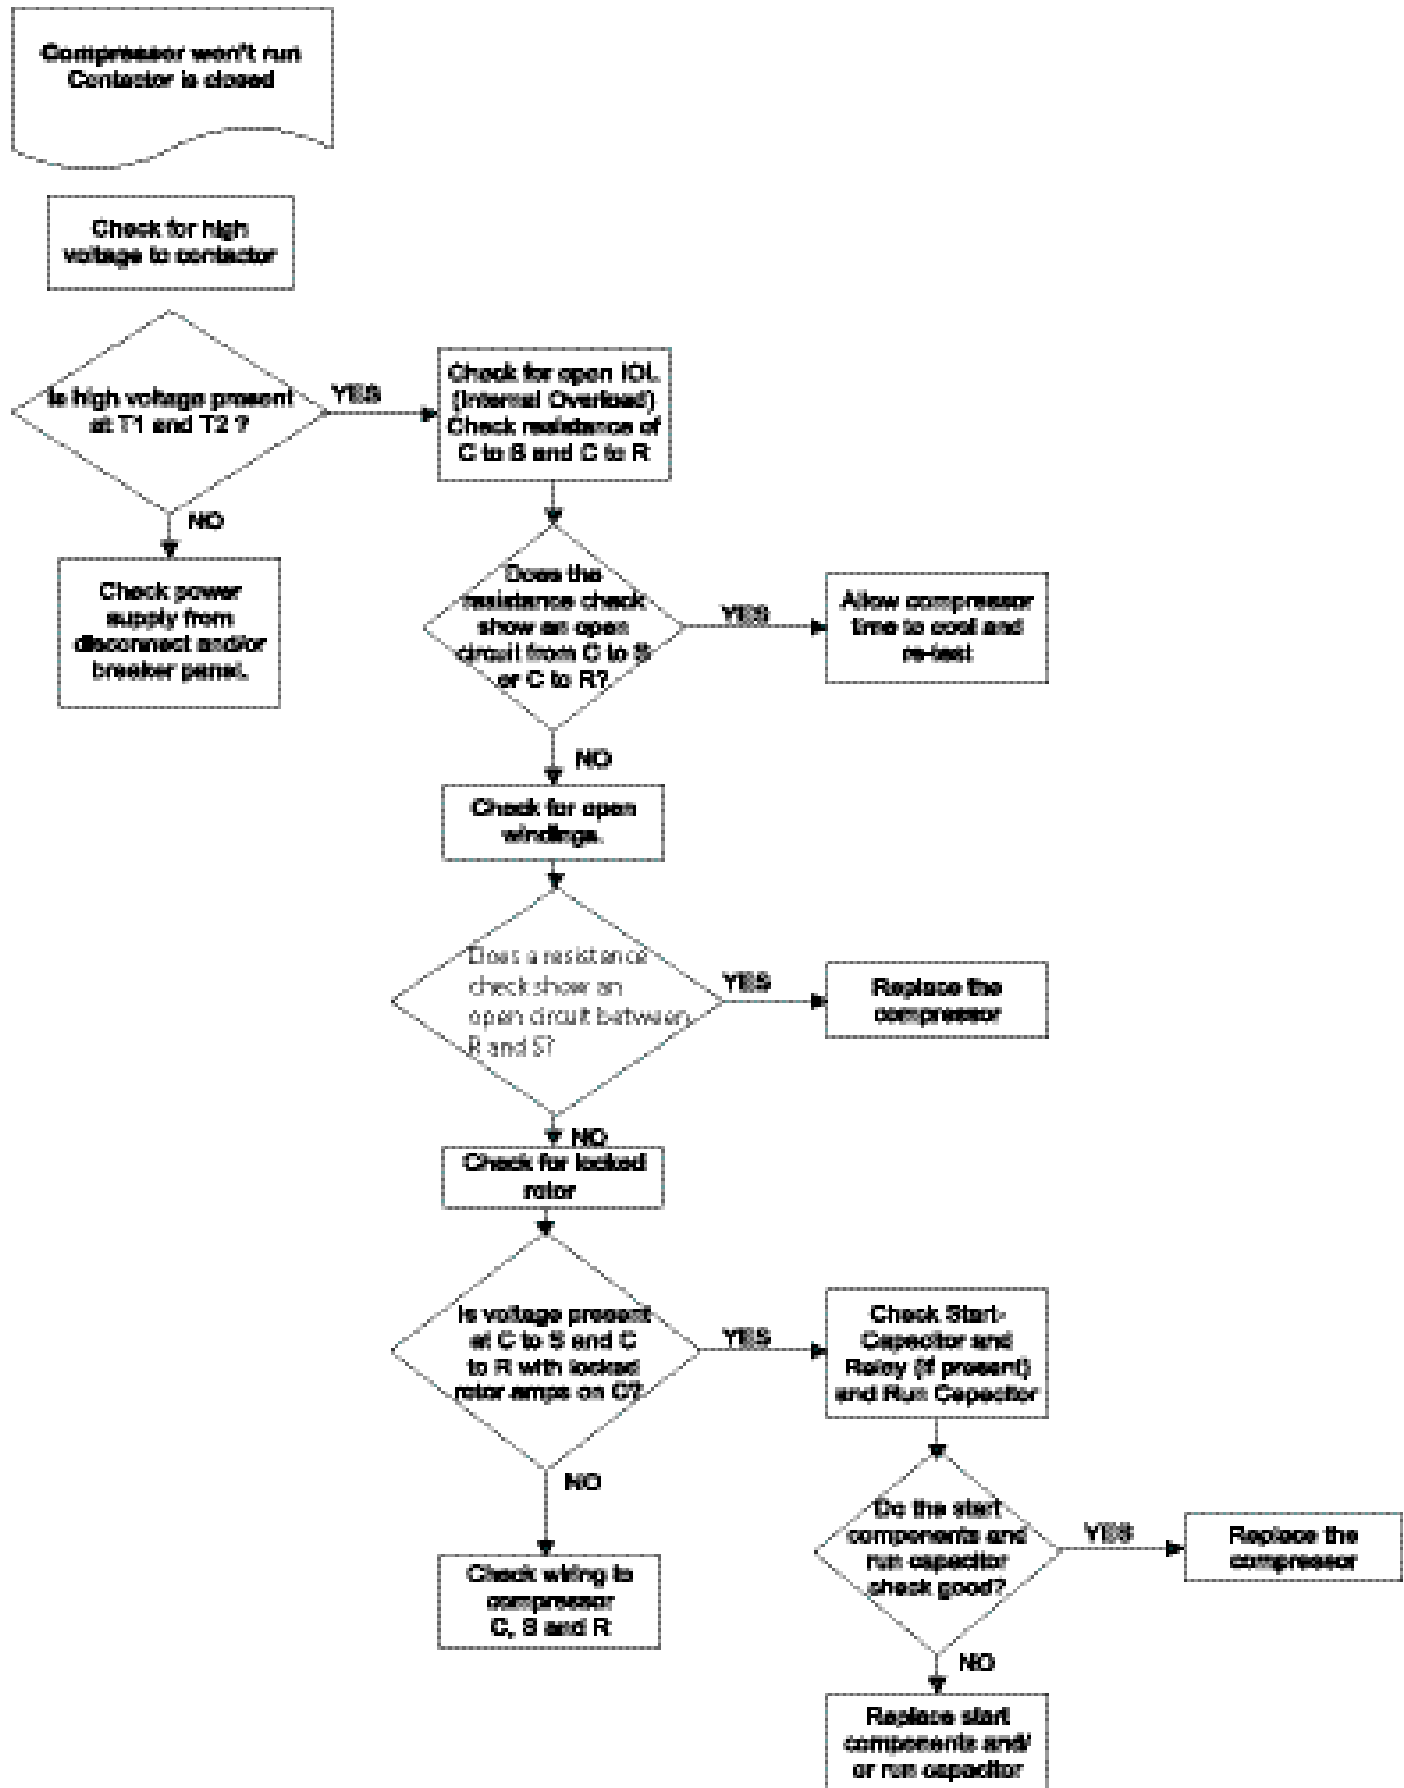 Compressor won't run
Contactor is closed
Check for high
voltage to contactor
Is high voltage present
at T1 and T2 ?
YES
NO
Check power
supply from
disconnect and/or
breaker panel.
Check for open IOL
(Internal Overload)
Check resistance of
C to S and C to R
Does the
resistance check
show an open
circuit from C to S
or C to R?
YES
Allow compressor
time to cool and
re-test
NO
Check for open
windings.
Does a resistence
check show an
open circuit between
R and S?
YES
Replace the
compressor
NO
Check for locked
rotor
Is voltage present
at C to S and C
to R with locked
rotor amps on C?
YES
NO
Check wiring to
compressor
C, S and R
Check Start-
Capacitor and
Relay (if present)
and Run Capacitor
Do the start
components and
run capacitor
check good?
YES
Replace the
compressor
NO
Replace start
components and/
or run capacitor